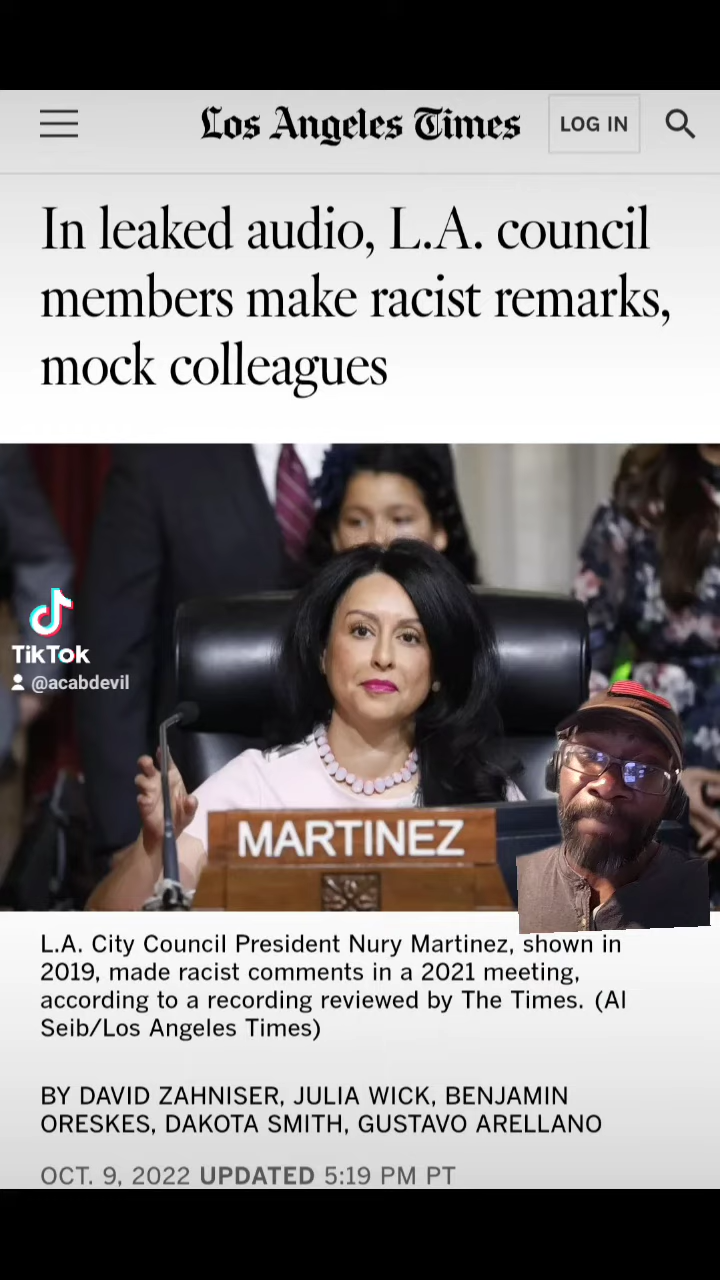 Los Angeles Times
LOG IN
In leaked audio, L.A. council
members make racist remarks,
mock colleagues
TikTok
@acabdevil
MARTINEZ
L.A. City Council President Nury Martinez, shown in
2019, made racist comments in a 2021 meeting,
according to a recording reviewed by The Times. (Al
Seib/Los Angeles Times)
BY DAVID ZAHNISER, JULIA WICK, BENJAMIN
ORESKES, DAKOTA SMITH, GUSTAVO ARELLANO
OCT. 9, 2022 UPDATED 5:19 PM PT